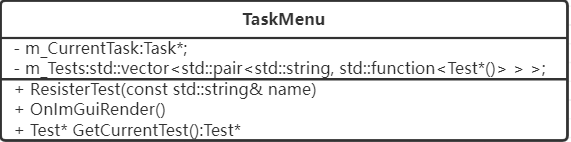 TaskMenu
- m_CurrentTask:Task*;
- m_Tests:std::vector<std::pair<std::string, std::function<Test*()> > >;
+ ResisterTest(const std::string& name)
+ OnImGuiRender()
+ Test* GetCurrentTest():Test*